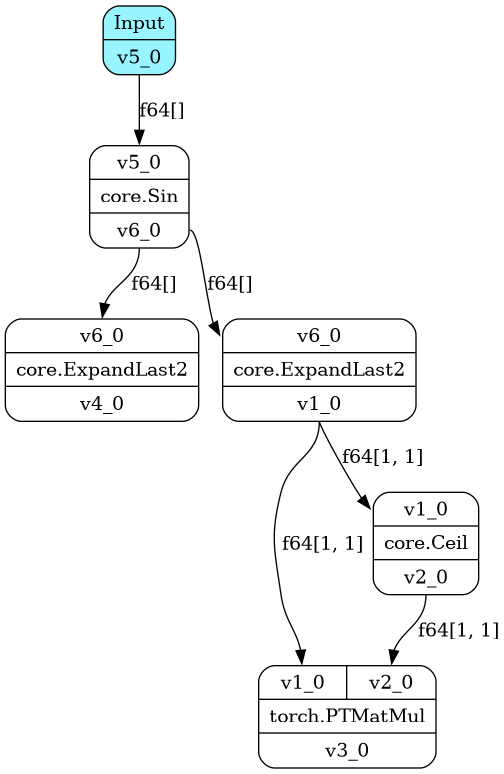 Input
v5_0
f64[]
v5_0
core.Sin
v6_0
f64[]
f64[]
v6_0
core.ExpandLast2
v4_0
v6_0
core.ExpandLast2
v1_0
f64[1, 1]
f64[1, 1]
v1_0
core.Ceil
v2_0
f64[1, 1]
v1_0
v2_0
torch.PTMatMul
v3_0